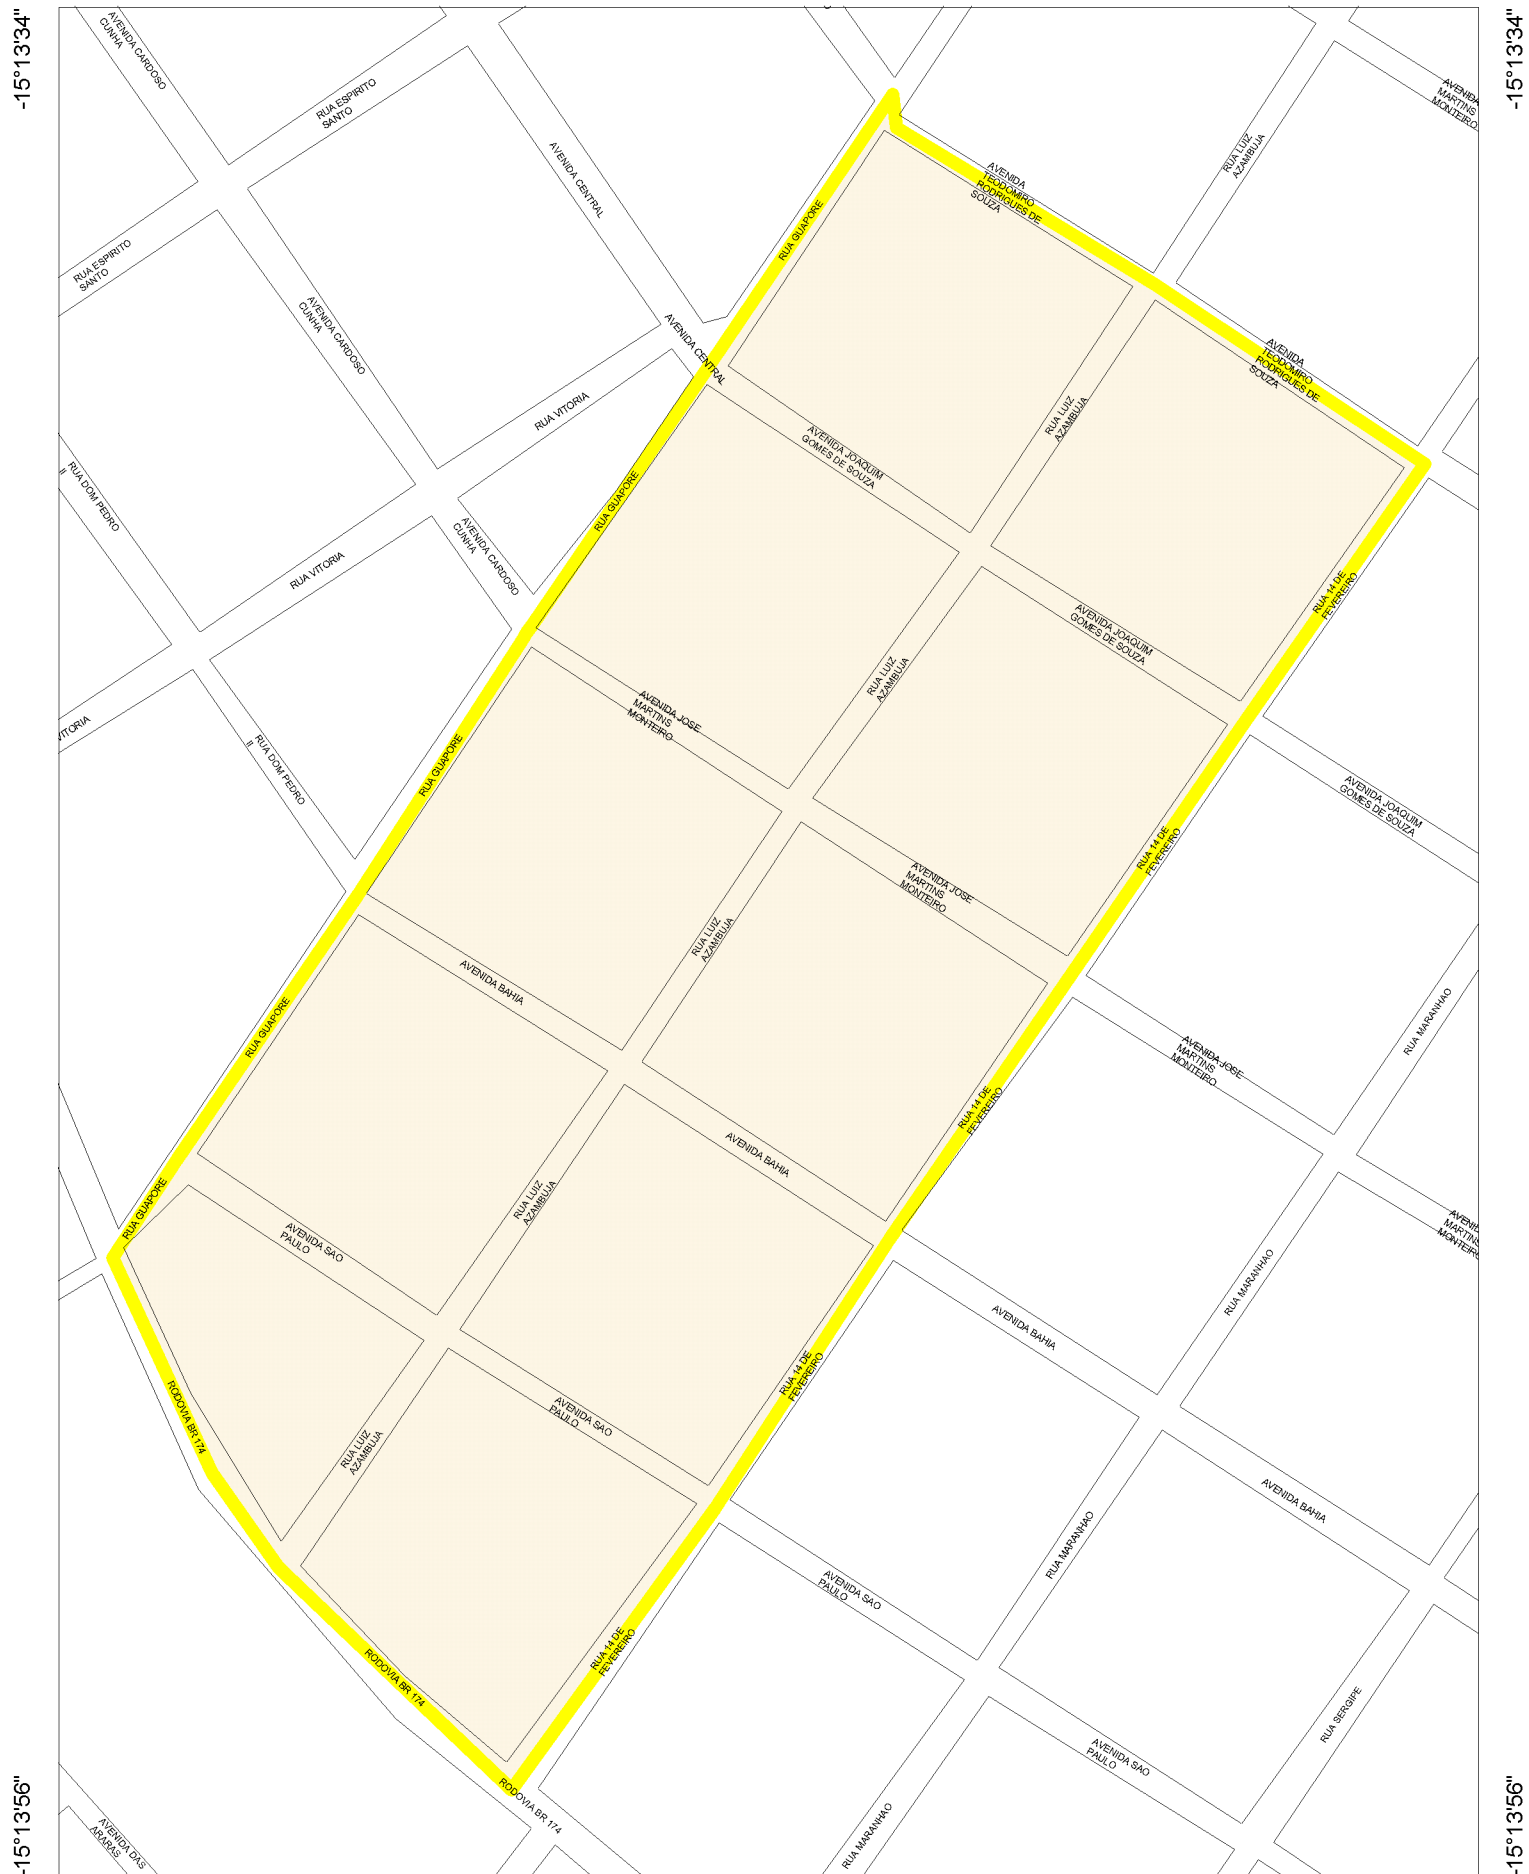 -15°13'34"
-15°13'34"
AVENIDA CARDOSO
CUNHA
RUA ESPIRITO
SANTO
AVENIDA
MARTINS
MONTEIRO
RUA LUIZ
AZAMBUJA
AVENIDA CENTRAL
AVENIDA
TEODOMIRO
RODRIGUES DE
SOUZA
RUA GUAPORE
RUA ESPIRITO
SANTO
AVENIDA CARDOSO
CUNHA
AVENIDA CENTRAL
AVENIDA
TEODOMIRO
RODRIGUES DE
SOUZA
RUA VITORIA
RUA LUIZ
AZAMBUJA
AVENIDA JOAQUIM
GOMES DE SOUZA
RUA DOM PEDRO
II
RUA GUAPORE
AVENIDA CARDOSO
CUNHA
RUA VITORIA
RUA 14 DE
FEVEREIRO
AVENIDA JOAQUIM
GOMES DE SOUZA
RUA LUIZ
AZAMBUJA
AVENIDA JOSE
MARTINS
MONTEIRO
VITORIA
RUA DOM PEDRO
II
RUA GUAPORE
AVENIDA JOAQUIM
GOMES DE SOUZA
RUA 14 DE
FEVEREIRO
AVENIDA JOSE
MARTINS
MONTEIRO
RUA LUIZ
AZAMBUJA
AVENIDA BAHIA
RUA GUAPORE
RUA MARANHAO
AVENIDA JOSE
MARTINS
MONTEIRO
RUA 14 DE
FEVEREIRO
AVENIDA BAHIA
RUA LUIZ
AZAMBUJA
RUA GUAPORE
AVENIDA SAO
PAULO
AVENI
MARTINS
MONTEIRO
RUA MARANHAO
AVENIDA BAHIA
RUA 14 DE
FEVEREIRO
RODOVIA BR 174
AVENIDA SAO
PAULO
RUA LUIZ
AZAMBUJA
AVENIDA BAHIA
RUA MARANHAO
AVENIDA SAO
PAULO
RUA 14 DE
FEVEREIRO
RODOVIA BR 174
RUA SERGIPE
AVENIDA SAO
PAULO
RODOVIA BR 174
RUA MARANHAO
AVENIDA DAS
ARARAS
-15°13'56"
-15°13'56"